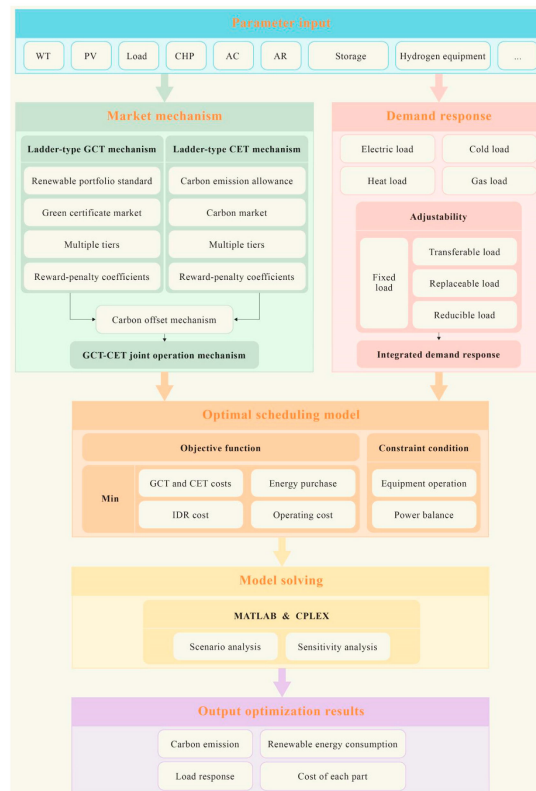 Parameter input
WT
PV
Load
CHP
AC
AR
Storage
Hydrogen equipment
...
Market mechanism
Ladder-type GCT mechanism
Ladder-type CET mechanism
Renewable portfolio standard
Carbon emission allowance
Green certificate market
Carbon market
Multiple tiers
Multiple tiers
Reward-penalty coefficients
Reward-penalty coefficients
Carbon offset mechanism
GCT-CET joint operation mechanism
Demand response
Electric load
Cold load
Heat load
Gas load
Adjustability
Fixed
load
Transferable load
Replaceable load
Reducible load
Integrated demand response
Optimal scheduling model
Objective function
Min
GCT and CET costs
Energy purchase
IDR cost
Operating cost
Constraint condition
Equipment operation
Power balance
Model solving
MATLAB & CPLEX
Scenario analysis
Sensitivity analysis
Output optimization results
Carbon emission
Renewable energy consumption
Load response
Cost of each part